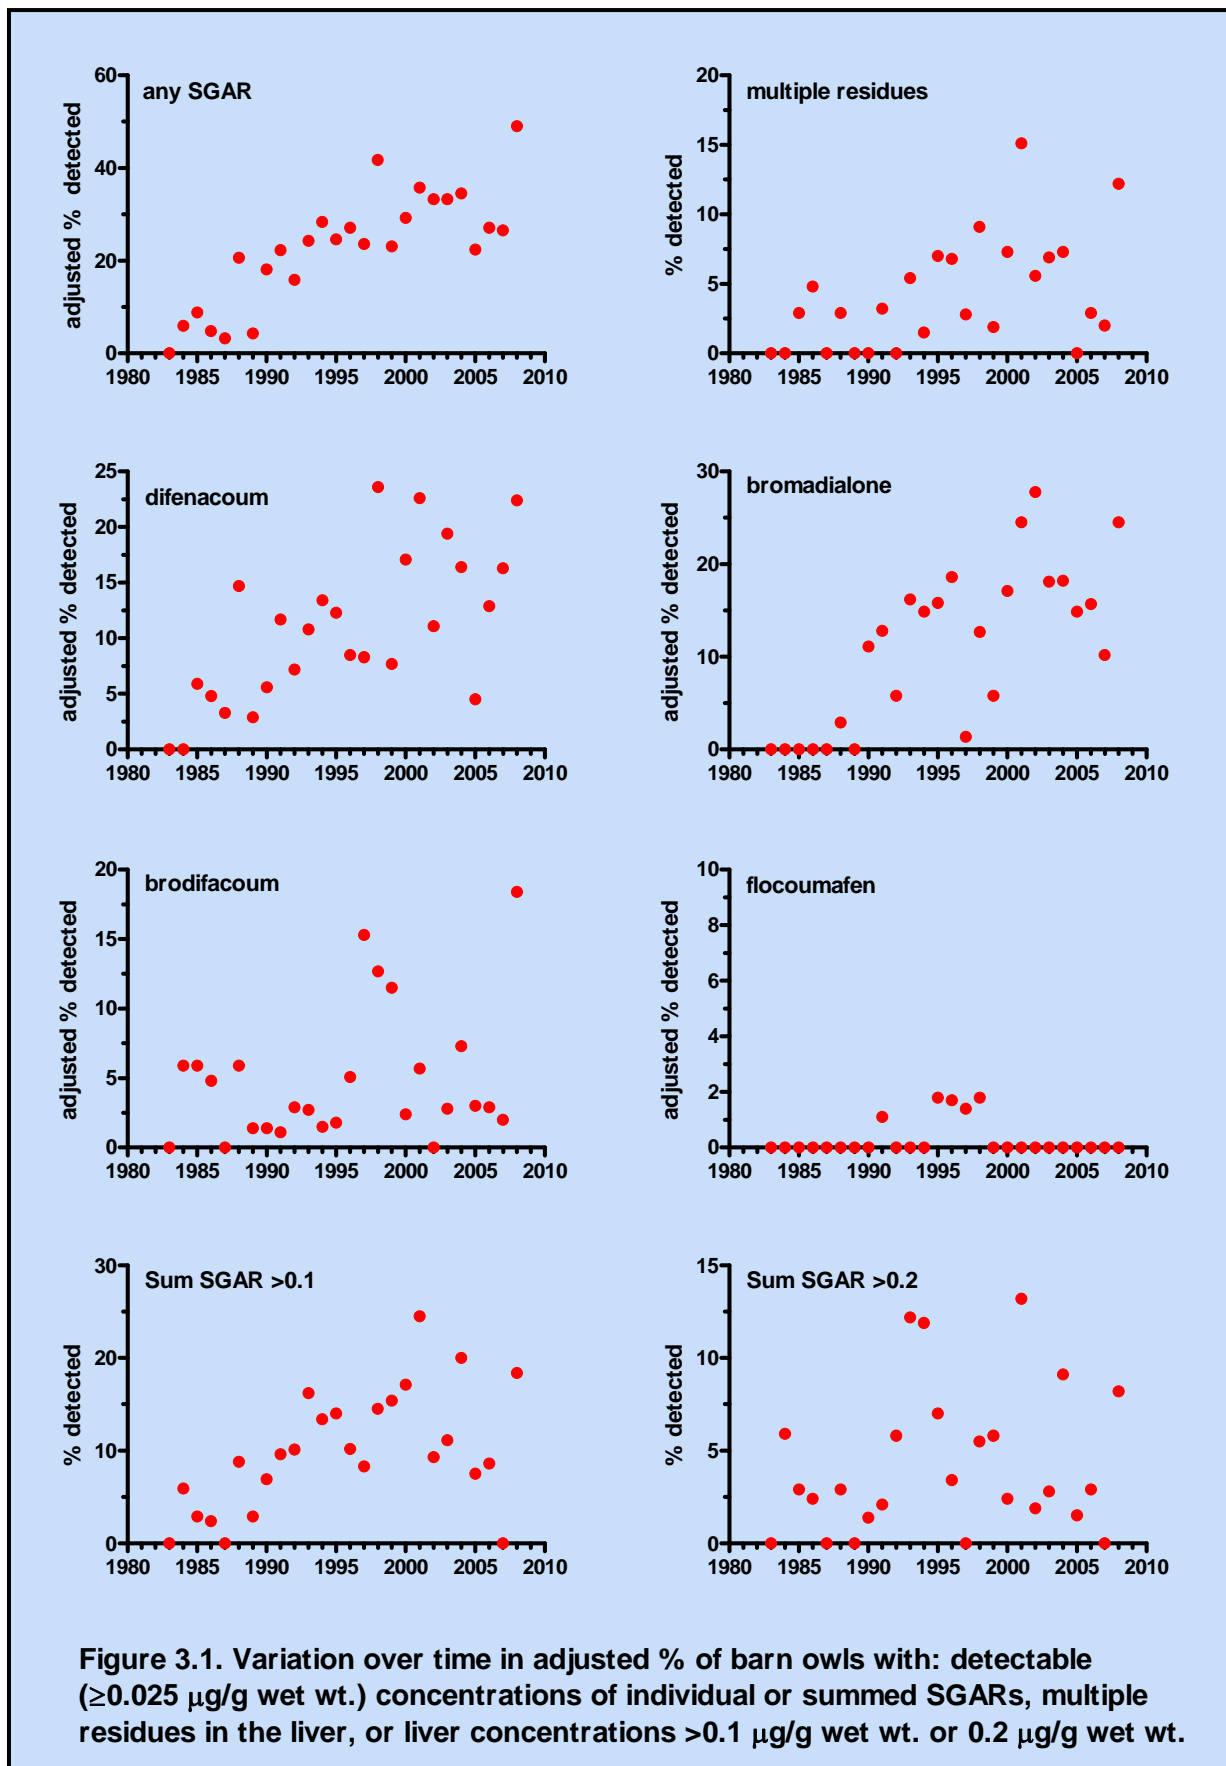 any SGAR
adjusted %  detected
60
40
20
0
1980 1985 1990 1995 2000 2005 2010
multiple residues
% detected
20
15
10
5
0
1980 1985 1990 1995 2000 2005 2010
difenacoum
adjusted % detected
25
20
15
10
5
0
1980 1985 1990 1995 2000 2005 2010
bromadialone
adjusted % detected
30
20
10
0
1980 1985 1990 1995 2000 2005 2010
brodifacoum
adjusted % detected
20
15
10
5
0
1980 1985 1990 1995 2000 2005 2010
flocoumafen
adjusted % detected
10
8
6
4
2
0
1980 1985 1990 1995 2000 2005 2010
Sum SGAR >0.1
% detected
30
20
10
0
1980 1985 1990 1995 2000 2005 2010
Sum SGAR >0.2
% detected
15
10
5
0
1980 1985 1990 1995 2000 2005 2010
Figure 3.1. Variation over time in adjusted % of barn owls with: detectable
(≥0.025 μg/g wet wt.) concentrations of individual or summed SGARs, multiple
residues in the liver, or liver concentrations >0.1 μg/g wet wt. or 0.2 μg/g wet wt.